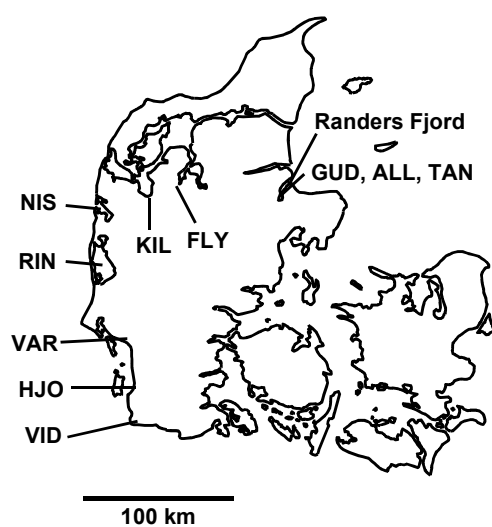 Randers Fjord
GUD, ALL, TAN
NIS
KIL
FLY
RIN
VAR
HJO
VID
100 km